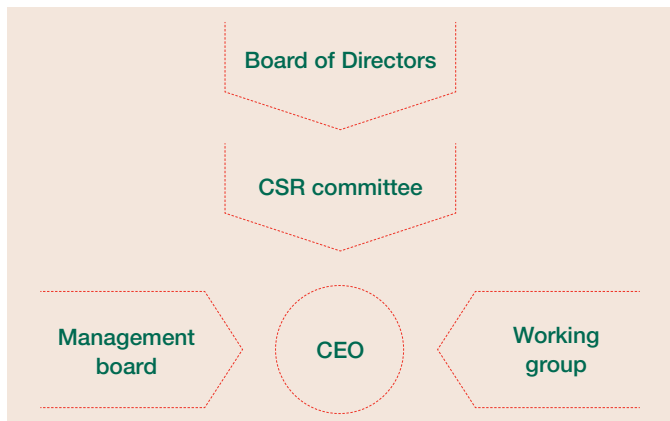 Board of Directors
CSR committee
Management
board
CEO
Working
group